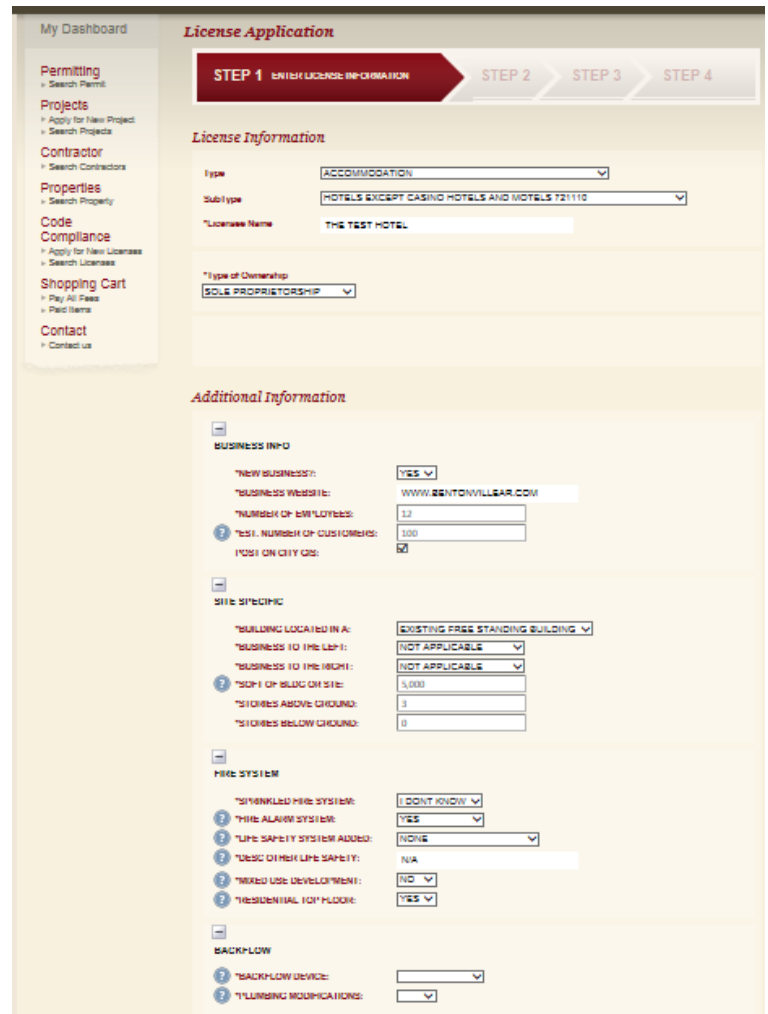 My Dashboard
Permitting
Search Permit
Projects
Apply for New Project
Search Projects
Contractor
Search Contractors
Properties
Search Property
Code
Compliance
Apply for New Licenses
Search Licenses
Shopping Cart
Pay All Fees
Paid Items
Contact
Contact us
License Application
STEP 1 ENTER LICENSE INFORMATION
STEP 2
STEP 3
STEP 4
License Information
Type ACCOMMODATION
SubType HOTELS EXCEPT CASINO HOTELS AND MOTELS 721110
*Licensee Name THE TEST HOTEL
*Type of Ownership
SOLE PROPRIETORSHIP
Additional Information
BUSINESS INFO
*NEW BUSINESS?: YES
*BUSINESS WEBSITE: WWW.BENTONVILLEAR.COM
*NUMBER OF EMPLOYEES: 12
? *EST. NUMBER OF CUSTOMERS: 100
POST ON CITY GIS:
SITE SPECIFIC
*BUILDING LOCATED IN A: EXISTING FREE STANDING BUILDING
*BUSINESS TO THE LEFT: NOT APPLICABLE
*BUSINESS TO THE RIGHT: NOT APPLICABLE
? *SQFT OF BLDG OR STE: 5,000
*STORIES ABOVE GROUND: 3
*STORIES BELOW GROUND: 0
FIRE SYSTEM
*SPRINKLED FIRE SYSTEM: I DONT KNOW
? *FIRE ALARM SYSTEM: YES
? *LIFE SAFETY SYSTEM ADDED: NONE
? *DESC OTHER LIFE SAFETY: N/A
? *MIXED USE DEVELOPMENT: NO
? *RESIDENTIAL TOP FLOOR: YES
BACKFLOW
? *BACKFLOW DEVICE:
? *PLUMBING MODIFICATIONS: